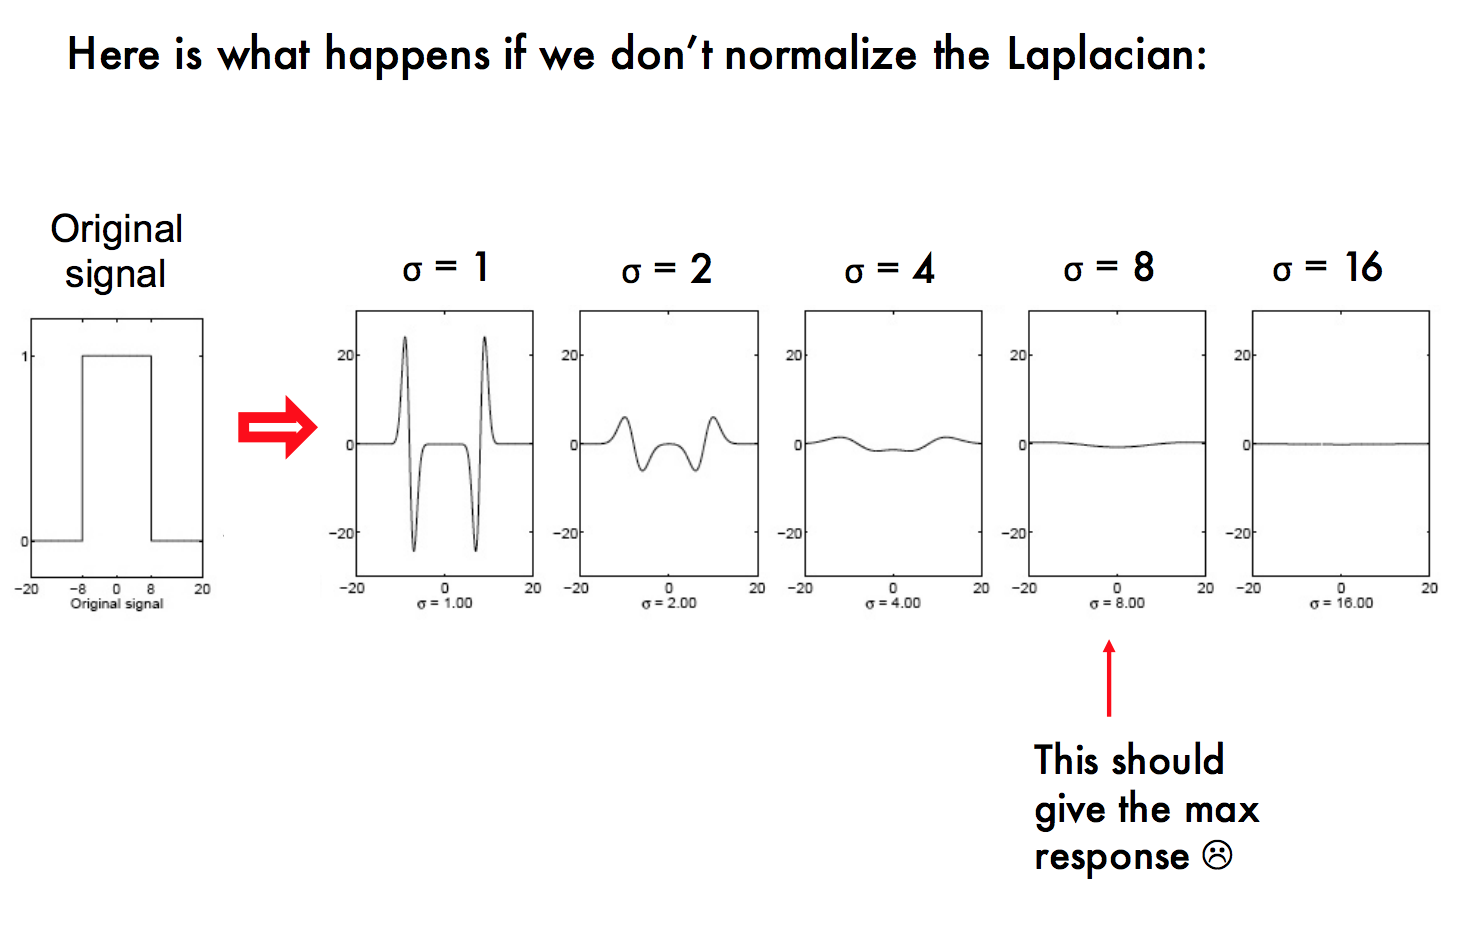 Here is what happens if we don’t normalize the Laplacian:
Original
signal
σ = 1
σ = 2
σ = 4
σ = 8
σ = 16
1
0
−20 −8 0 8 20
Original signal
20
0
−20
−20 0 20
σ = 1.00
20
0
−20
−20 0 20
σ = 2.00
20
0
−20
−20 0 20
σ = 4.00
20
0
−20
−20 0 20
σ = 8.00
20
0
−20
−20 0 20
σ = 16.00
This should
give the max
response ☹